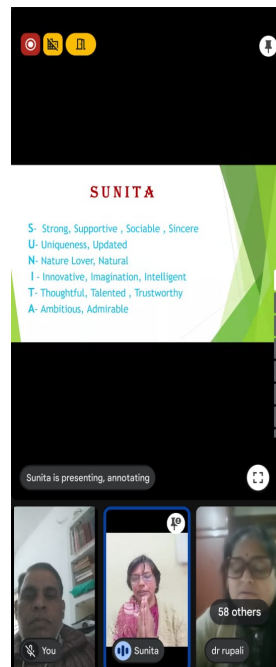 SUNITA
S- Strong, Supportive , Sociable , Sincere
U- Uniqueness, Updated
N- Nature Lover, Natural
I - Innovative, Imagination, Intelligent
T- Thoughtful, Talented , Trustworthy
A- Ambitious, Admirable
Sunita is presenting, annotating
58 others
You
Sunita
dr rupali